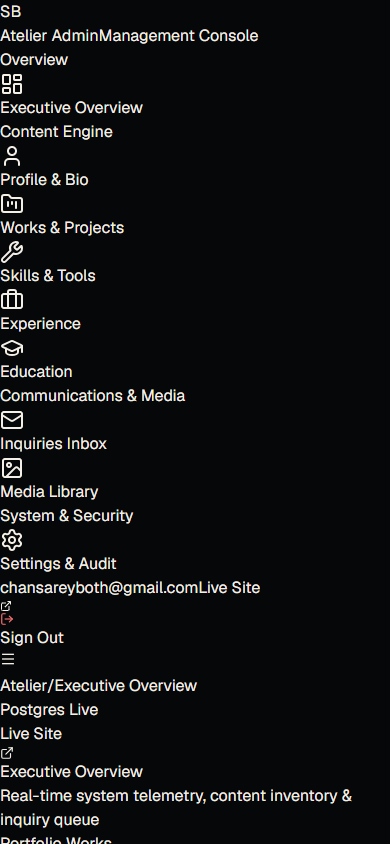 SB
Atelier AdminManagement Console
Overview
Executive Overview
Content Engine
Profile & Bio
Works & Projects
Skills & Tools
Experience
Education
Communications & Media
Inquiries Inbox
Media Library
System & Security
Settings & Audit
chansareyboth@gmail.comLive Site
Sign Out
Atelier/Executive Overview
Postgres Live
Live Site
Executive Overview
Real-time system telemetry, content inventory &
inquiry queue
Portfolio Works